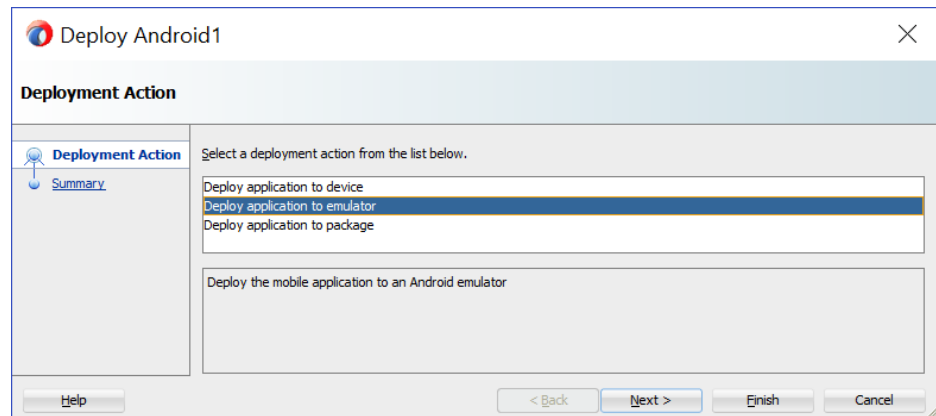 Deploy Android1
Deployment Action
Deployment Action
Summary
Select a deployment action from the list below.
Deploy application to device
Deploy application to emulator
Deploy application to package
Deploy the mobile application to an Android emulator
Help
< Back
Next >
Finish
Cancel